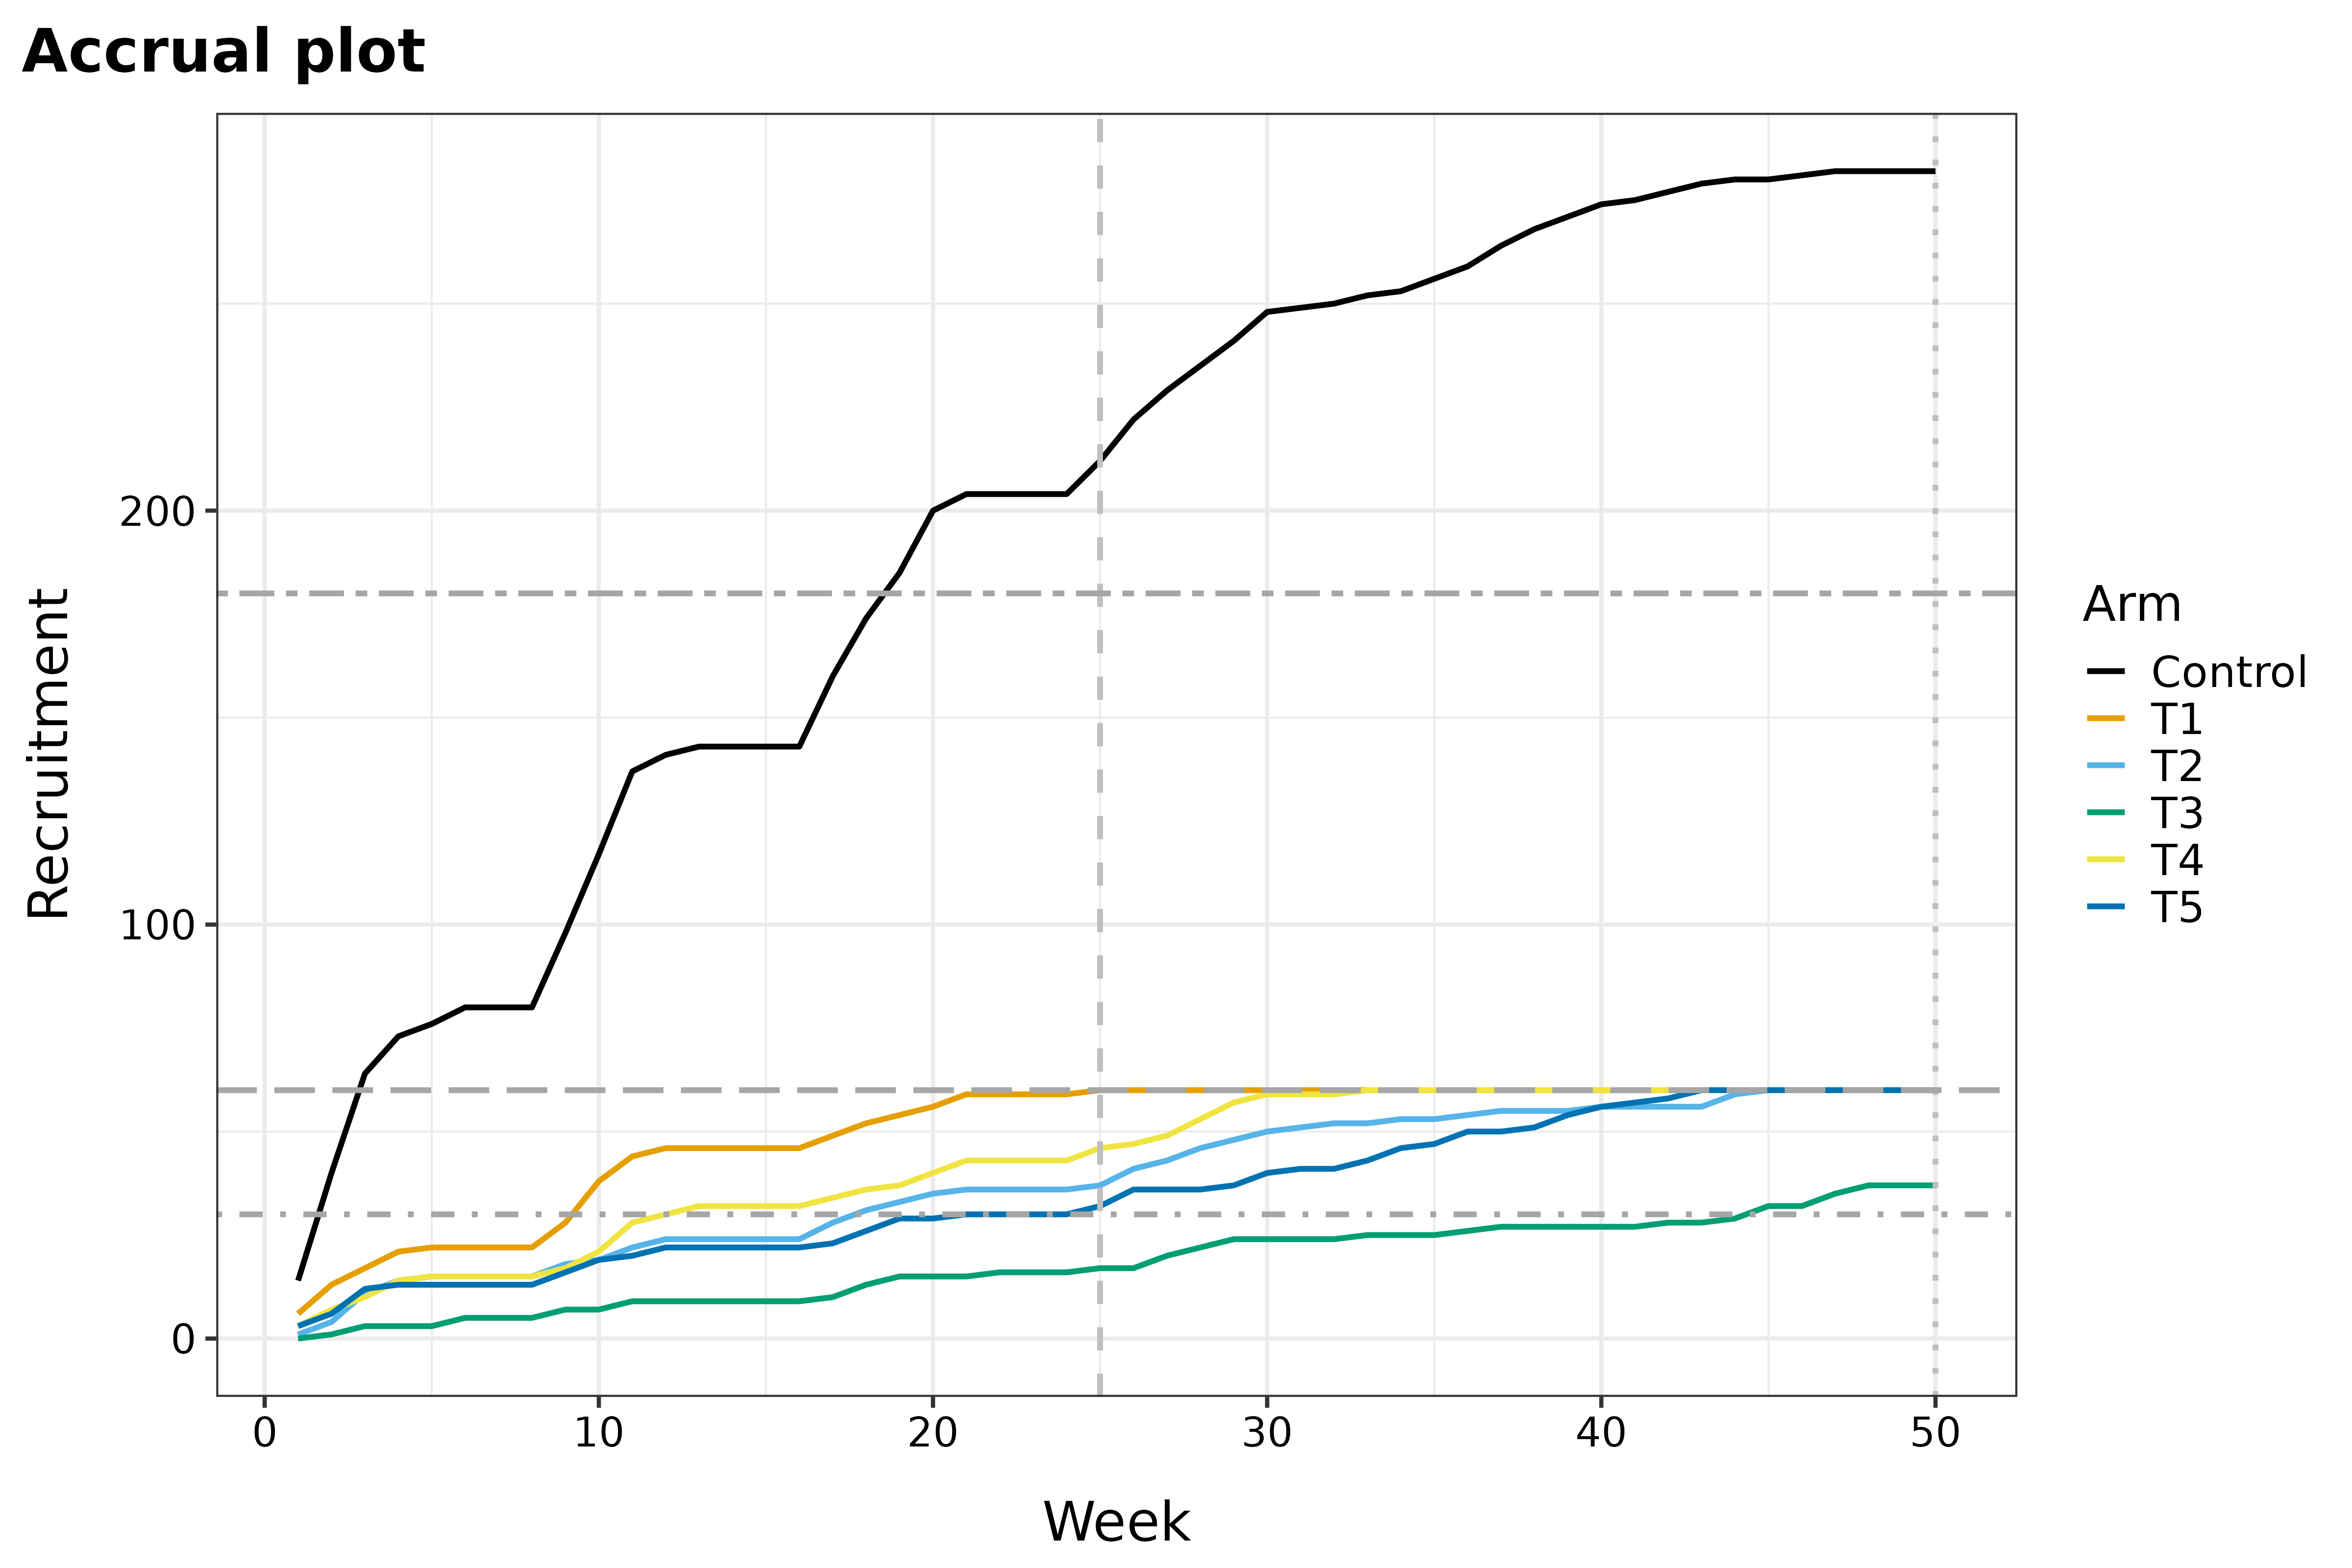 Accrual plot
Recruitment
200
100
0
0 10 20 30 40 50
Week
Arm
Control
T1
T2
T3
T4
T5